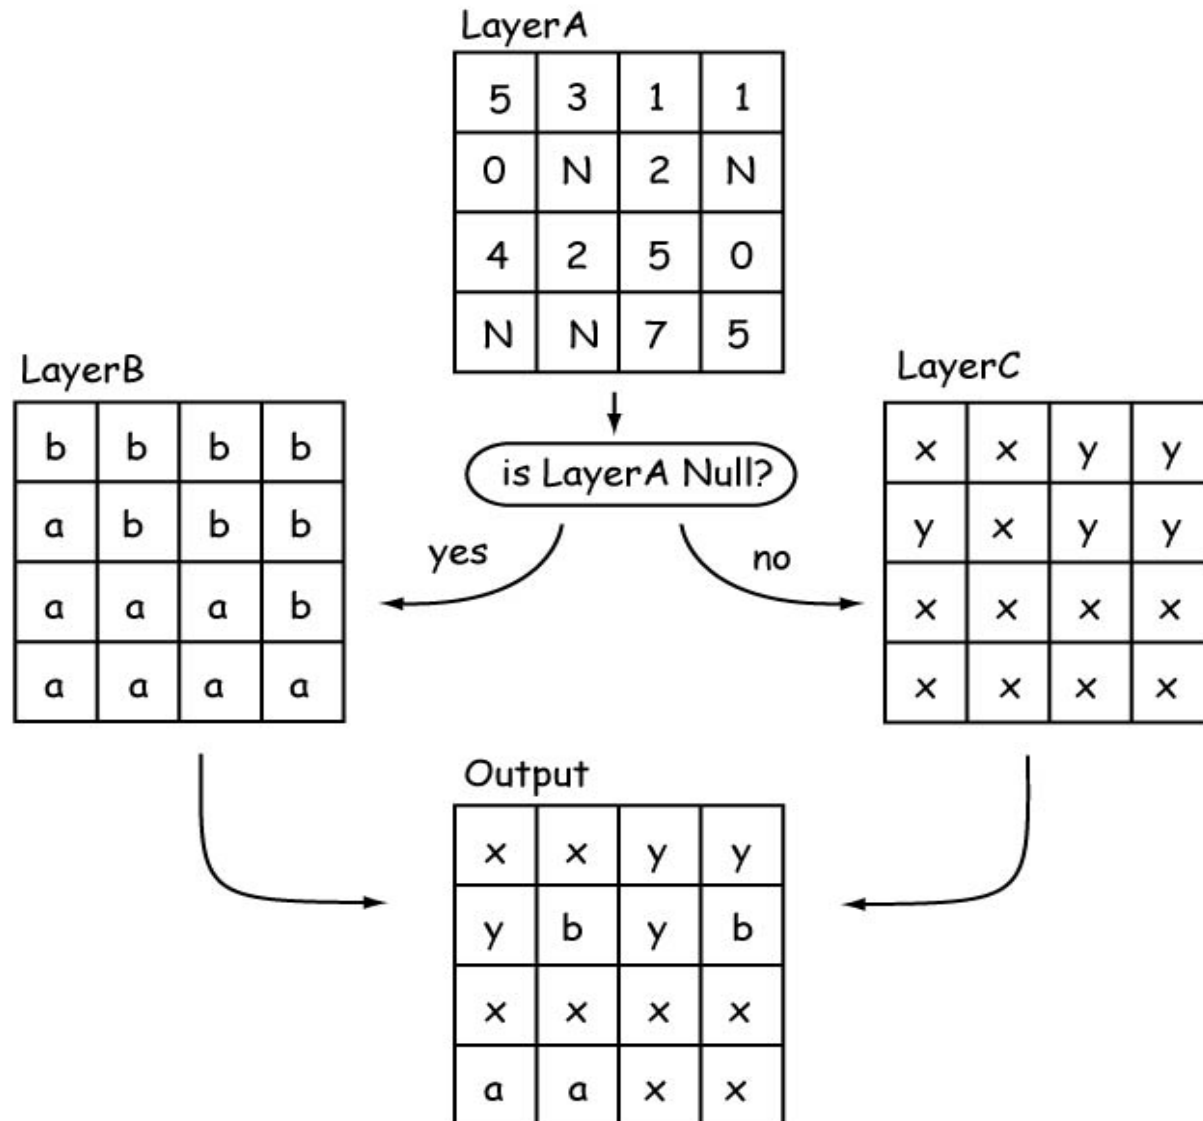 LayerA
5 3 1 1
0 N 2 N
4 2 5 0
N N 7 5
LayerB
b b b b
a b b b
a a a b
a a a a
is LayerA Null?
yes
no
LayerC
x x y y
y x y y
x x x x
x x x x
Output
x x y y
y b y b
x x x x
a a x x